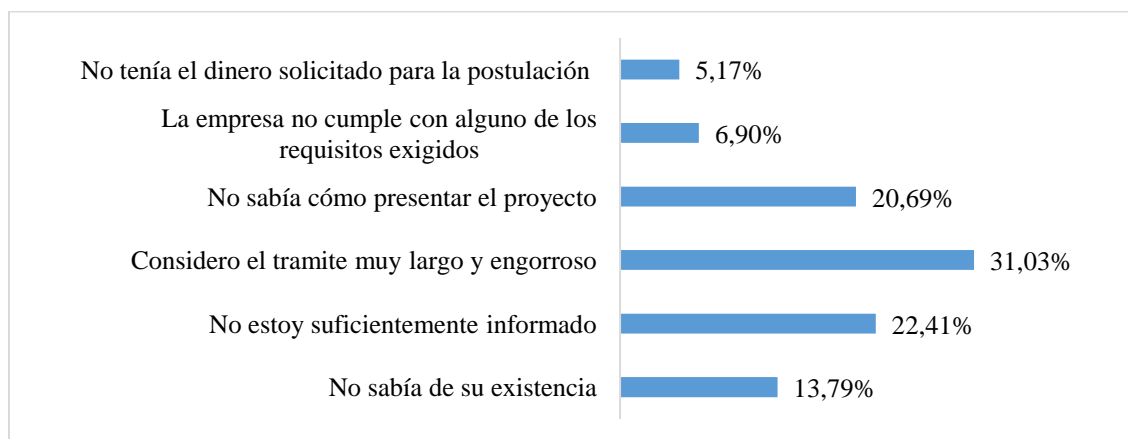 No tenía el dinero solicitado para la postulación
5,17%
La empresa no cumple con alguno de los
requisitos exigidos
6,90%
No sabía cómo presentar el proyecto
20,69%
Considero el tramite muy largo y engorroso
31,03%
No estoy suficientemente informado
22,41%
No sabía de su existencia
13,79%